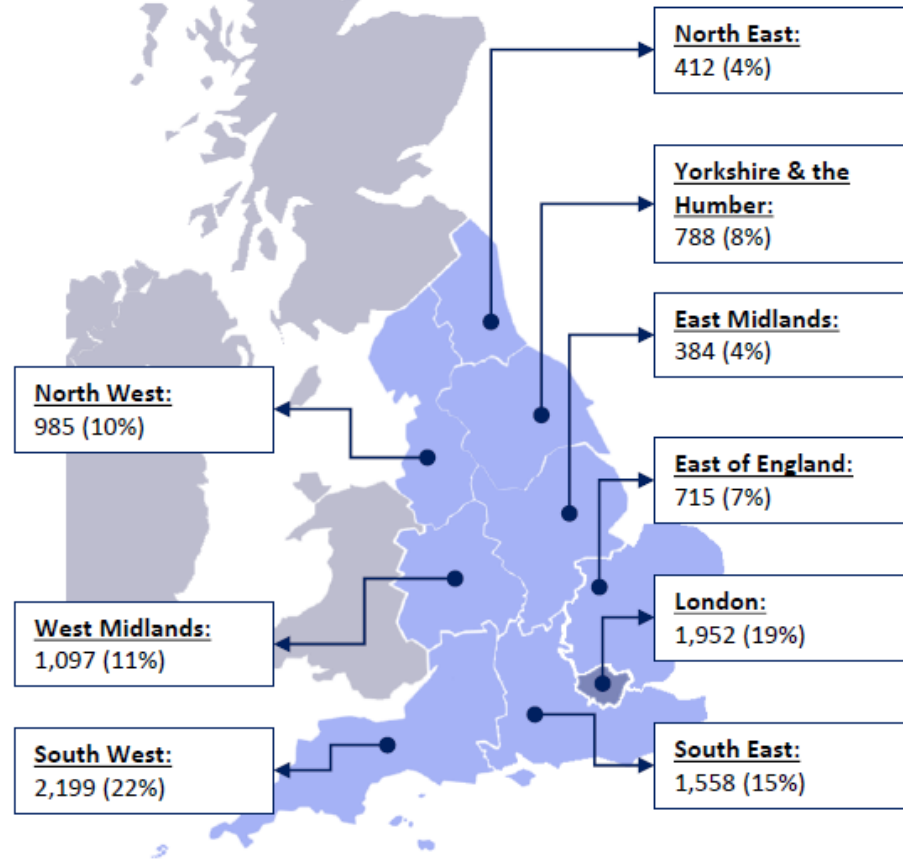 North East:
412 (4%)
Yorkshire & the
Humber:
788 (8%)
East Midlands:
384 (4%)
North West:
985 (10%)
East of England:
715 (7%)
London:
1,952 (19%)
West Midlands:
1,097 (11%)
South West:
2,199 (22%)
South East:
1,558 (15%)